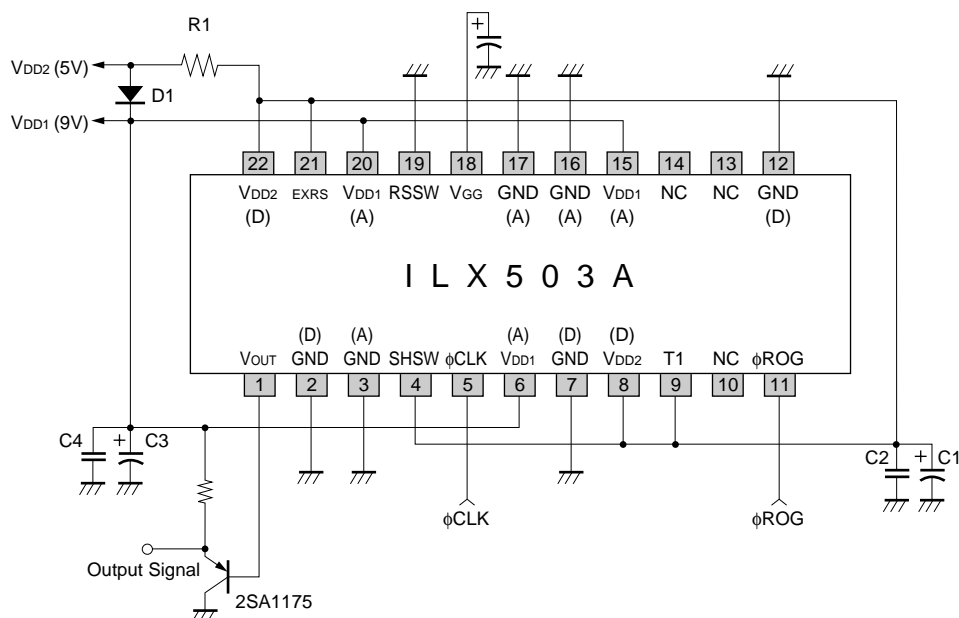 R1
+
VDD2 (5V)
D1
VDD1 (9V)
22 21 20 19 18 17 16 15 14 13 12
VDD2 EXRS VDD1 RSSW VGG GND GND VDD1 NC NC GND
(D) (A) (A) (A) (A) (D)
ILX503A
(D) (A) (A) (D) (D)
VOUT GND GND SHSW ϕCLK VDD1 GND VDD2 T1 NC ϕROG
1 2 3 4 5 6 7 8 9 10 11
C4 + C3 C2 + C1
ϕCLK ϕROG
Output Signal
2SA1175